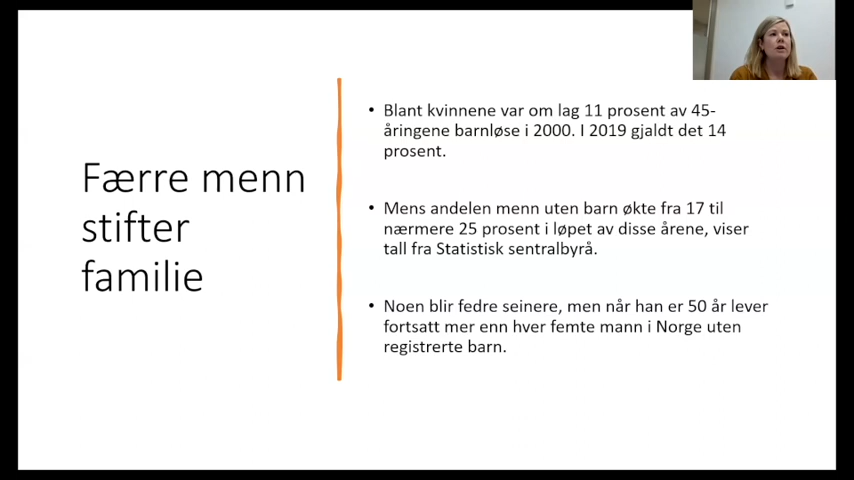 Færre menn
stifter
familie
• Blant kvinnene var om lag 11 prosent av 45-
åringene barnløse i 2000. I 2019 gjaldt det 14
prosent.
• Mens andelen menn uten barn økte fra 17 til
nærmere 25 prosent i løpet av disse årene, viser
tall fra Statistisk sentralbyrå.
• Noen blir fedre seinere, men når han er 50 år lever
fortsatt mer enn hver femte mann i Norge uten
registrerte barn.